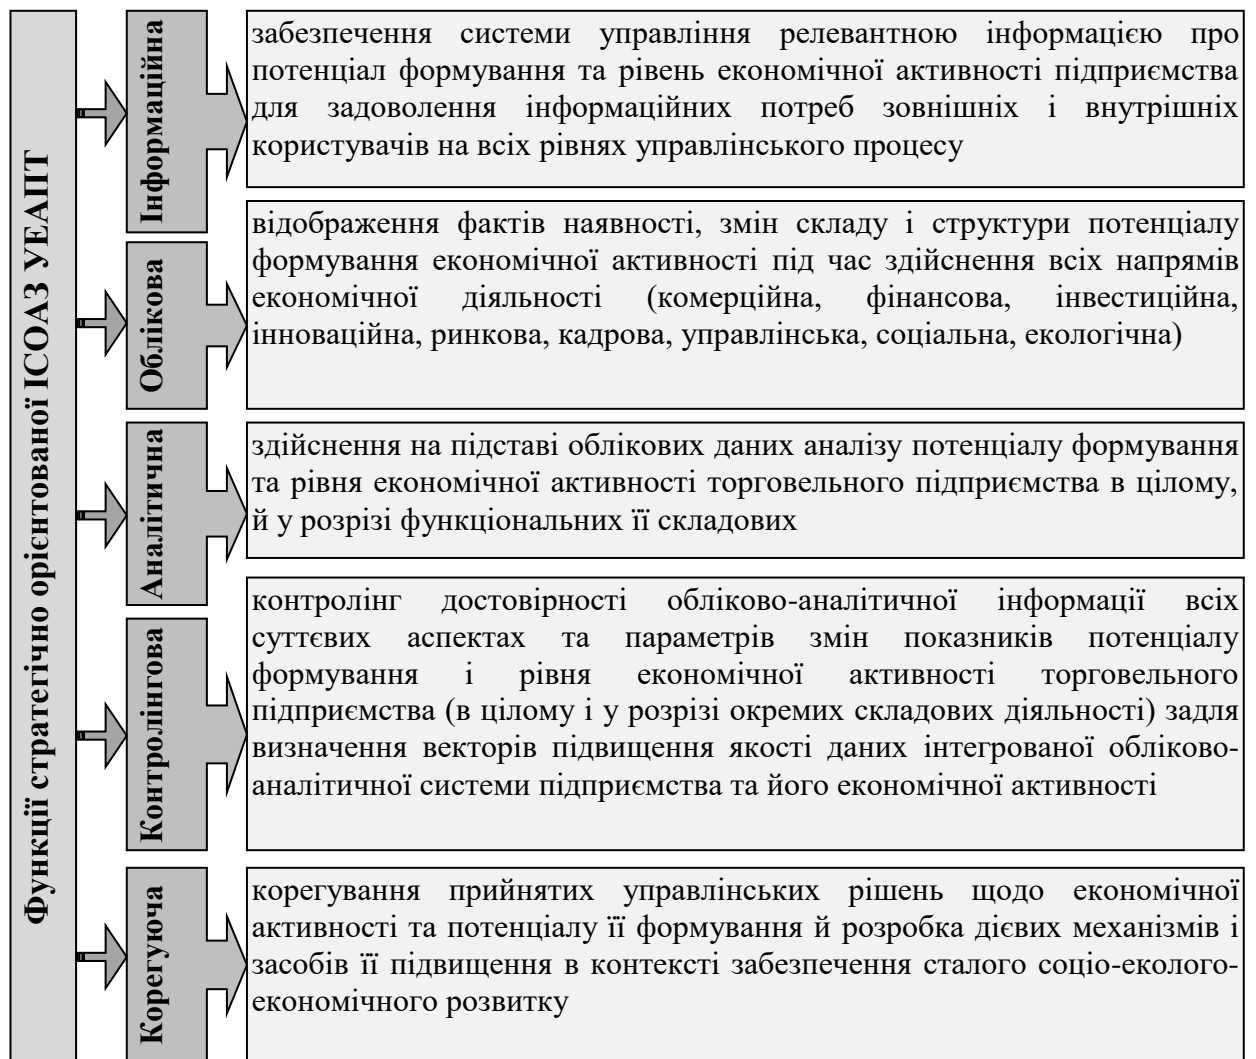 Функції стратегічно орієнтованої ІСОАЗ УЕАПТ
Інформаційна
забезпечення системи управління релевантною інформацією про
потенціал формування та рівень економічної активності підприємства
для задоволення інформаційних потреб зовнішніх і внутрішніх
користувачів на всіх рівнях управлінського процесу
Облікова
відображення фактів наявності, змін складу і структури потенціалу
формування економічної активності під час здійснення всіх напрямів
економічної діяльності (комерційна, фінансова, інвестиційна,
інноваційна, ринкова, кадрова, управлінська, соціальна, екологічна)
Аналітична
здійснення на підставі облікових даних аналізу потенціалу формування
та рівня економічної активності торговельного підприємства в цілому,
й у розрізі функціональних її складових
Контролінгова
контролінг достовірності обліково-аналітичної інформації всіх
суттєвих аспектах та параметрів змін показників потенціалу
формування і рівня економічної активності торговельного
підприємства (в цілому і у розрізі окремих складових діяльності) задля
визначення векторів підвищення якості даних інтегрованої обліково-
аналітичної системи підприємства та його економічної активності
Корегуюча
корегування прийнятих управлінських рішень щодо економічної
активності та потенціалу її формування й розробка дієвих механізмів і
засобів її підвищення в контексті забезпечення сталого соціо-еколого-
економічного розвитку